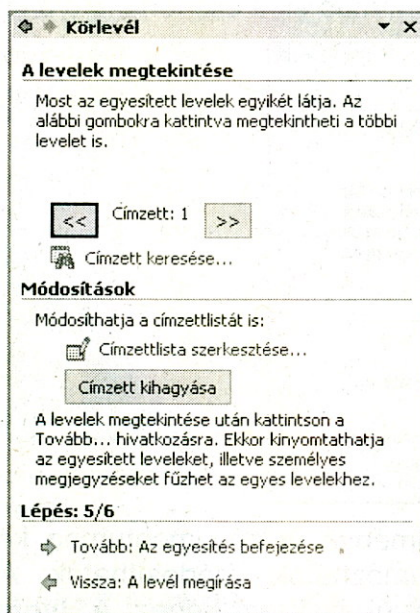 Körlevél
A levelek megtekintése
Most az egyesített levelek egyikét látja. Az
alábbi gombokra kattintva megtekintheti a többi
levelet is.
<< Címzett: 1 >>
Címzett keresése...
Módosítások
Módosíthatja a címzettlistát is:
Címzettlista szerkesztése...
Címzett kihagyása
A levelek megtekintése után kattintson a
Tovább... hivatkozásra. Ekkor kinyomtathatja
az egyesített leveleket, illetve személyes
megjegyzéseket fűzhet az egyes levelekhez.
Lépés: 5/6
Tovább: Az egyesítés befejezése
Vissza: A levél megírása